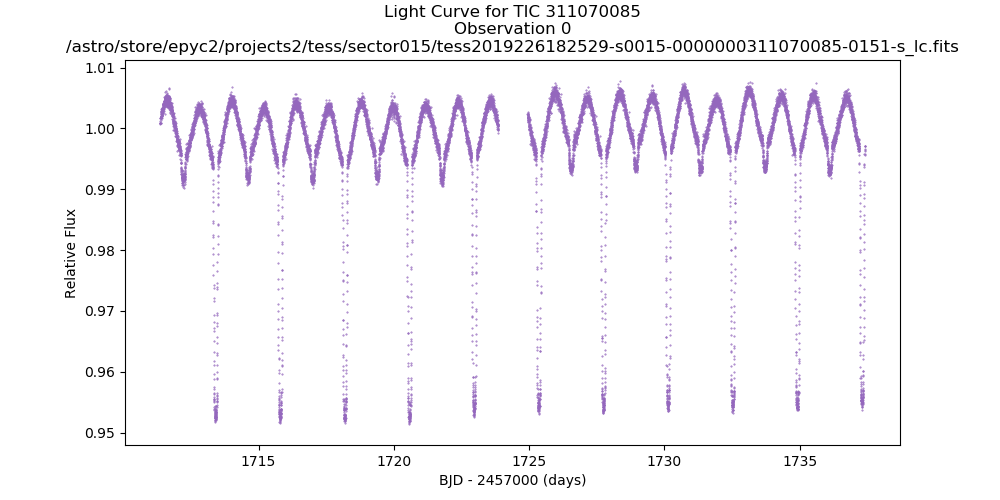 Light Curve for TIC 311070085
Observation 0
/astro/store/epyc2/projects2/tess/sector015/tess2019226182529-s0015-0000000311070085-0151-s_lc.fits
1.01
1.00
0.99
0.98
0.97
0.96
0.95
Relative Flux
1715
1720
1725
1730
1735
BJD - 2457000 (days)